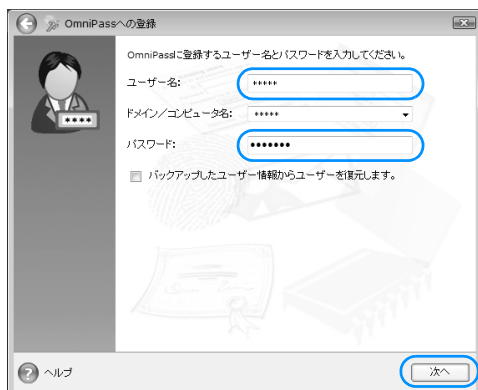 OmniPassへの登録
OmniPassに登録するユーザー名とパスワードを入力してください。
ユーザー名: *****
ドメイン/コンピュータ名: *****
パスワード: •••••••
****
バックアップしたユーザー情報からユーザーを復元します。
ヘルプ
次へ